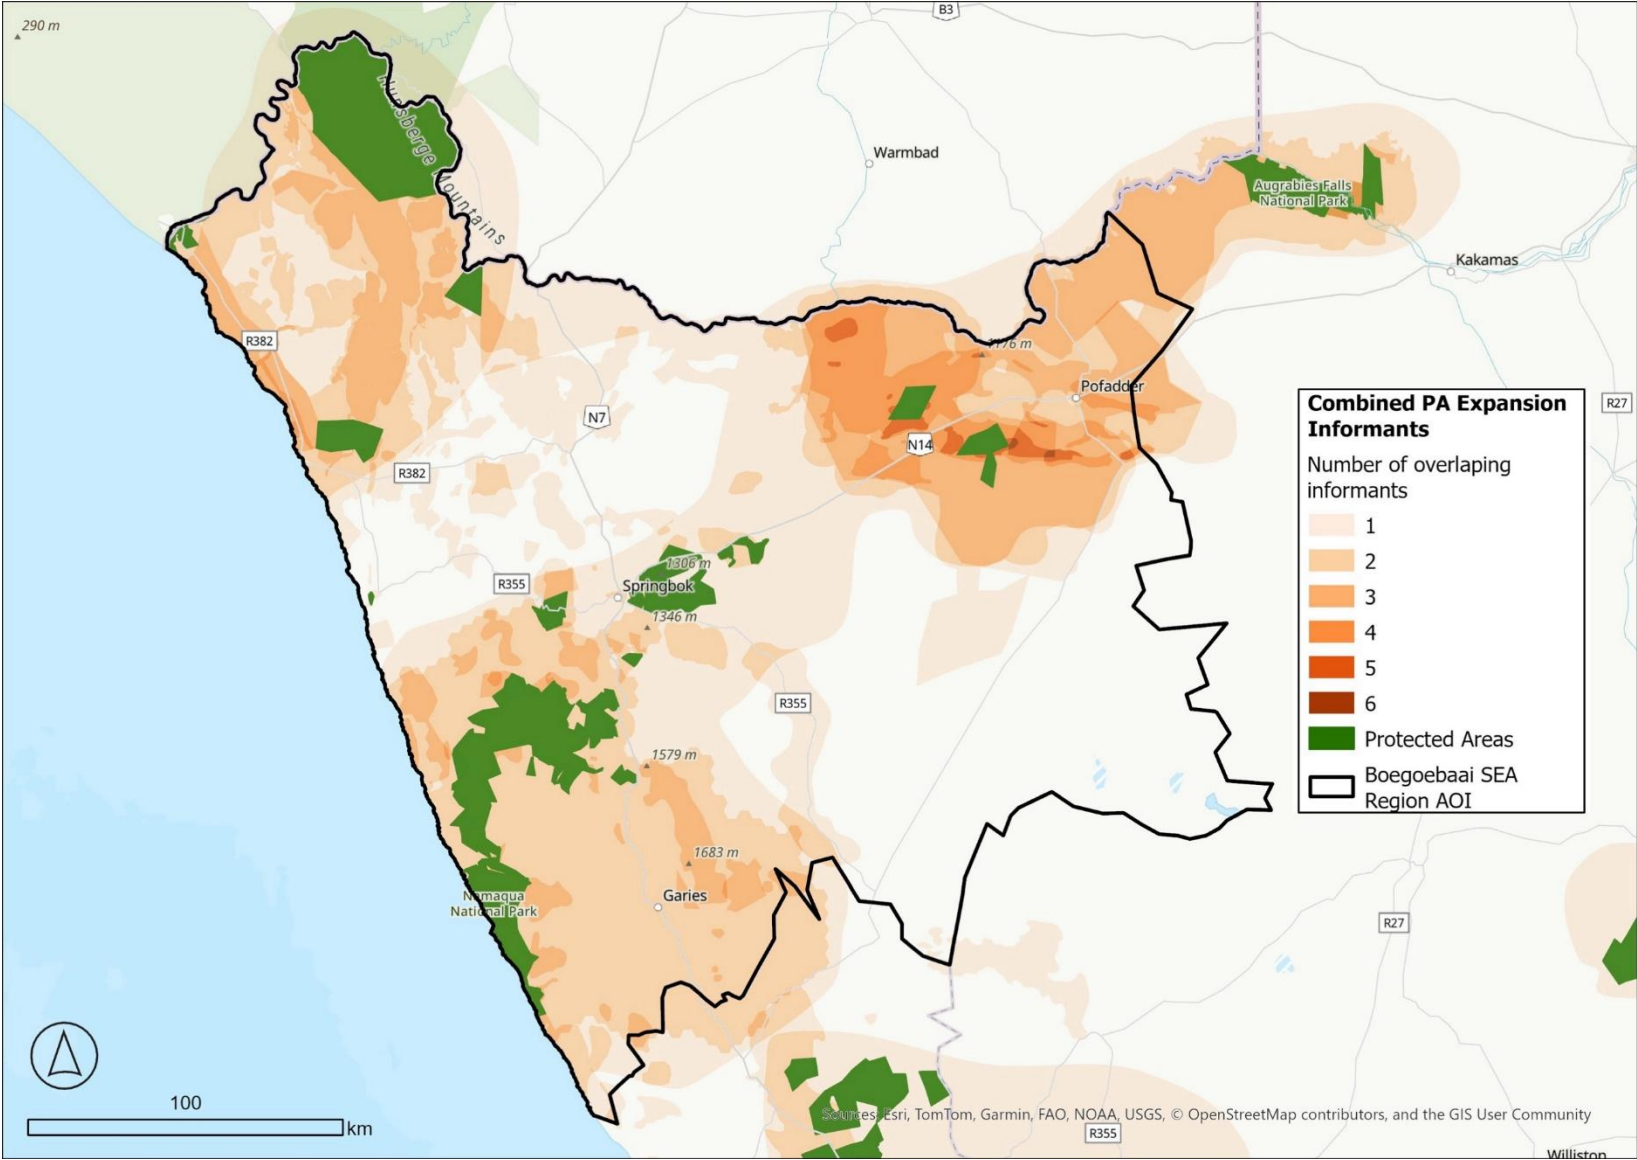 290 m
B3
Huns berge Mountains
Warmbad
Augrabies Falls
National Park
Kakamas
R382
1176 m
Pofadder
N7
N14
R27
R382
Combined PA Expansion
Informants
Number of overlaping
informants
1
2
3
4
5
6
Protected Areas
Boegoebaai SEA
Region AOI
1306 m
R355
Springbok
1346 m
R355
1579 m
1683 m
Garies
Namaqua
National Park
R27
100
km
Sources: Esri, TomTom, Garmin, FAO, NOAA, USGS, © OpenStreetMap contributors, and the GIS User Community
R355
Williston